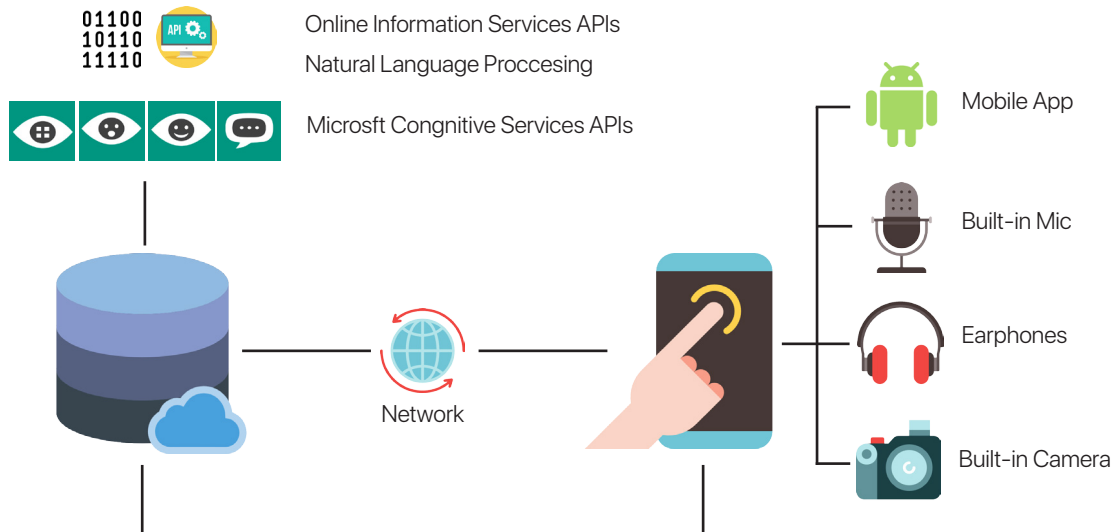 01100
10110
11110
API
Online Information Services APIs
Natural Language Proccesing
Microsft Congnitive Services APIs
Mobile App
Built-in Mic
Earphones
Built-in Camera
Network